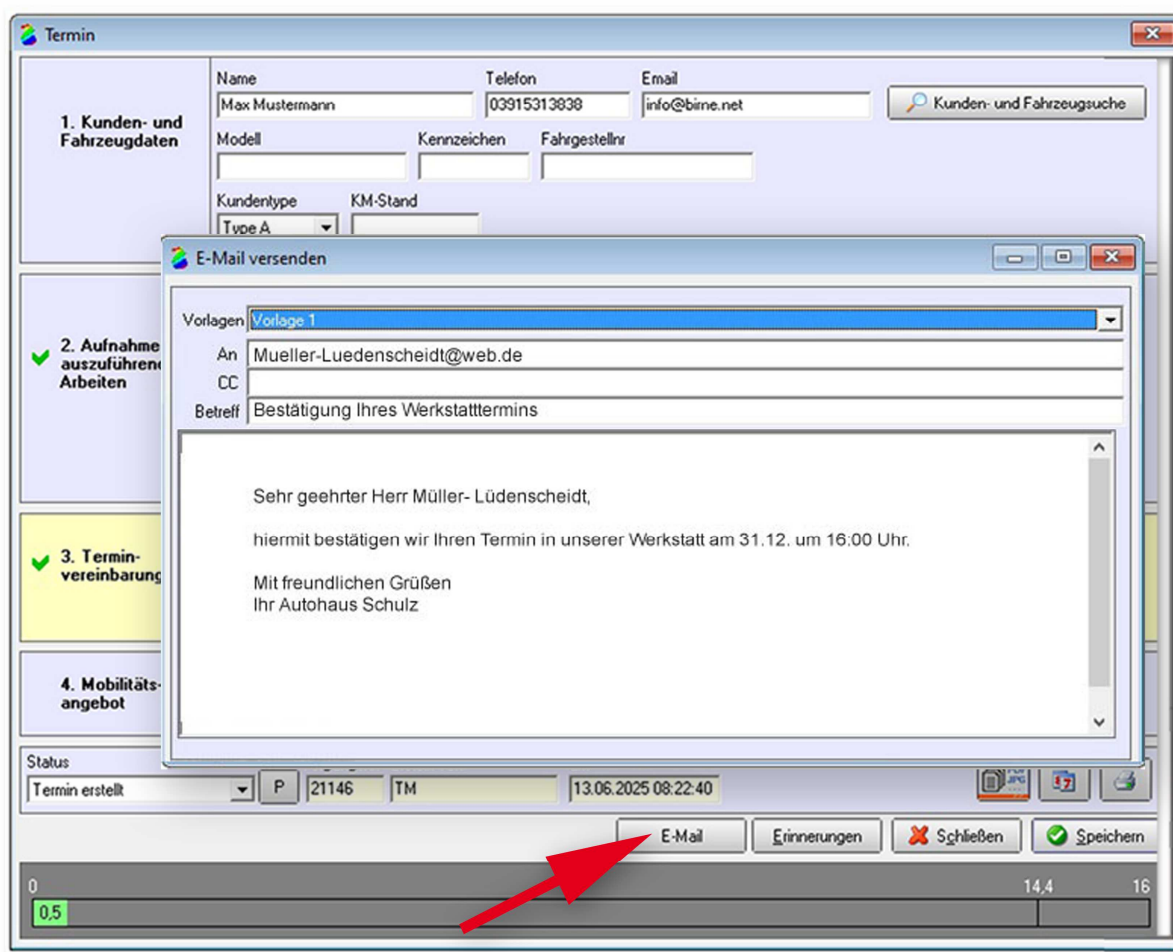 Termin
Name Telefon Email
Max Mustermann 03915313838 info@birne.net Kunden- und Fahrzeugsuche
1. Kunden- und
Fahrzeugdaten
Modell Kennzeichen Fahrgestellnr
Kundentype KM-Stand
Type A
E-Mail versenden
Vorlagen Vorlage 1
An Mueller-Luedenscheidt@web.de
CC
Betreff Bestätigung Ihres Werkstatttermins
Sehr geehrter Herr Müller- Lüdenscheidt,
hiermit bestätigen wir Ihren Termin in unserer Werkstatt am 31.12. um 16:00 Uhr.
Mit freundlichen Grüßen
Ihr Autohaus Schulz
2. Aufnahme
auszuführend
Arbeiten
3. Termin-
vereinbarung
4. Mobilitäts-
angebot
Status
Termin erstellt P 21146 TM 13.06.2025 08:22:40
JPG
17
E-Mail Erinnerungen Schließen Speichern
0 14,4 16
0,5